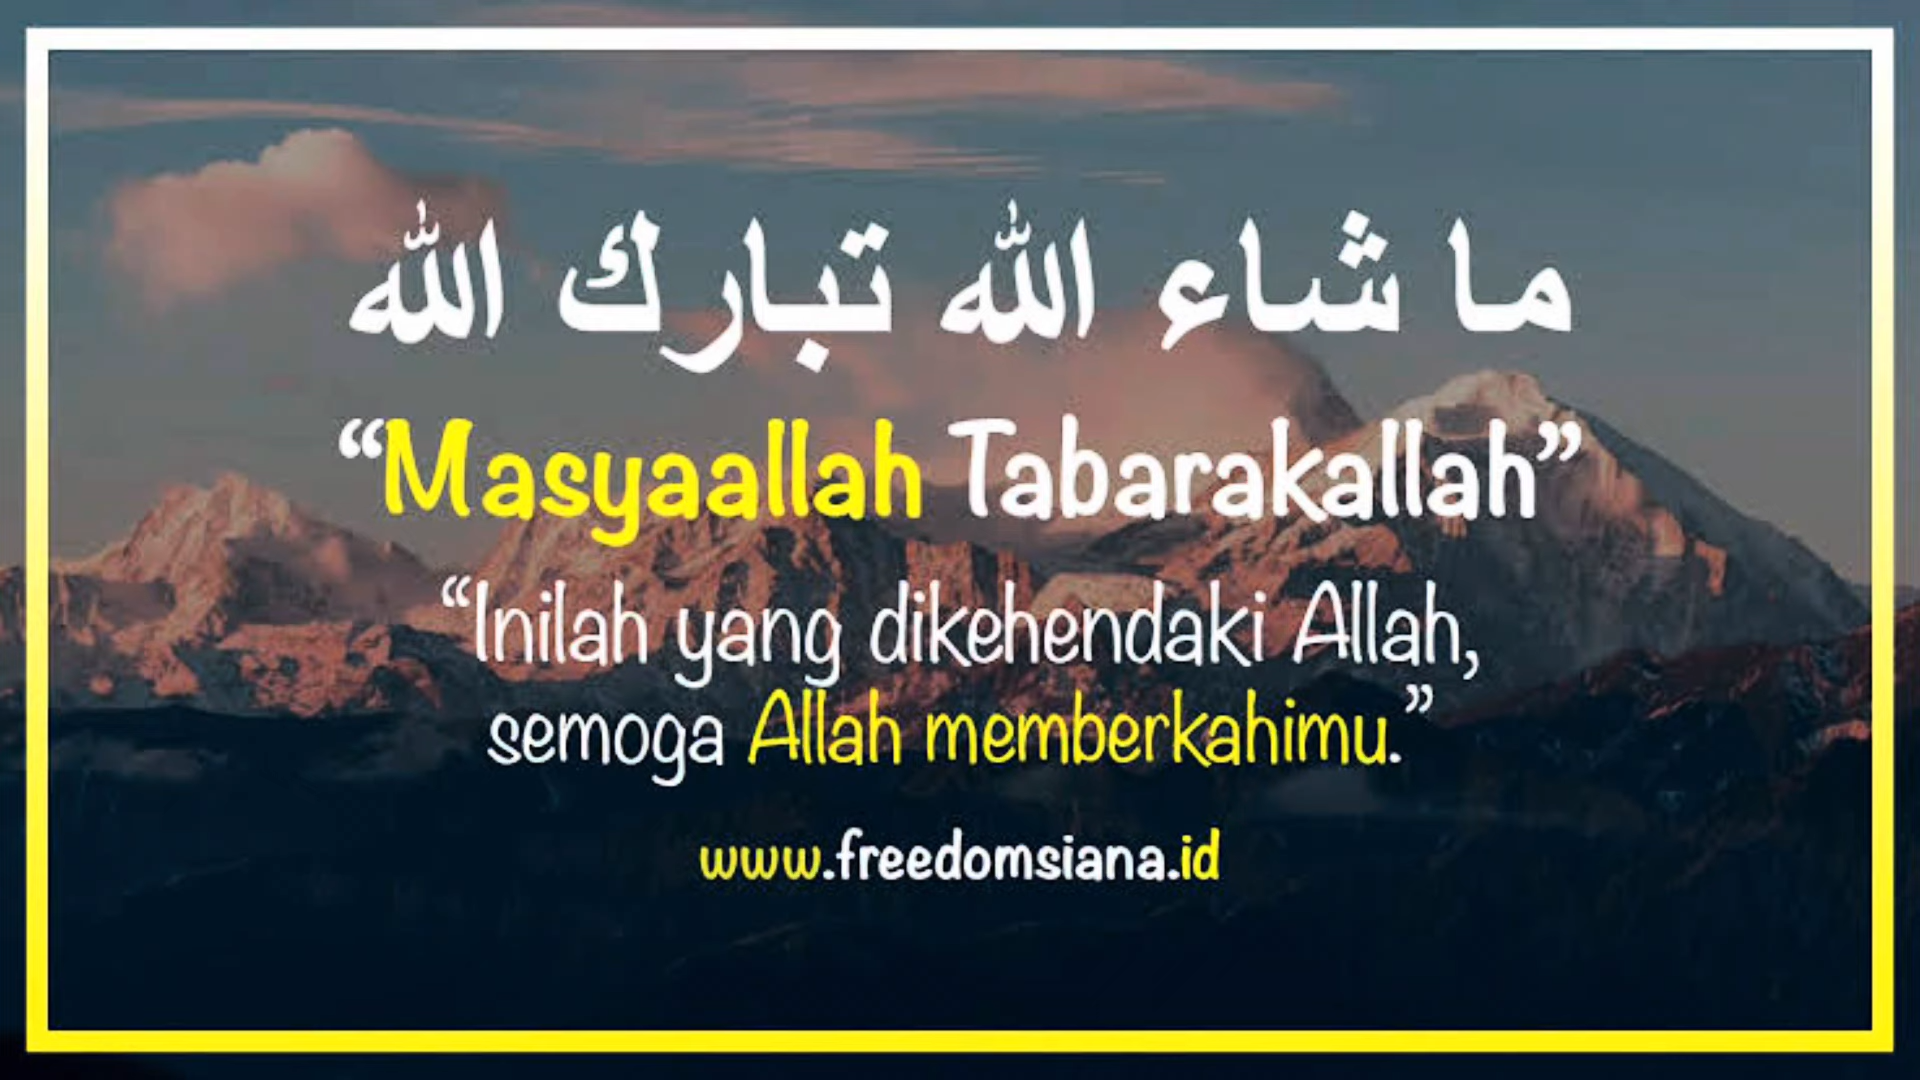 ما شاء الله تبارك الله
“Masyaallah Tabarakallah”
“Inilah yang dikehendaki Allah,
semoga Allah memberkahimu.”
www.freedomsiana.id